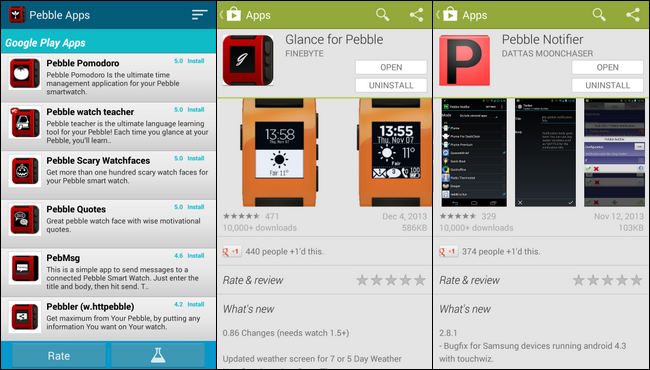 Pebble Apps
Google Play Apps
Pebble Pomodoro
5.0 Install
Pebble Pomodoro Is the ultimate time
management application for your Pebble
smartwatch.
Pebble watch teacher
5.0 Install
Pebble teacher is the ultimate language learning
tool for your Pebble! Each time you glance at your
Pebble, you'll learn..
Pebble Scary Watchfaces
5.0 Install
Get more than one hundred scary watch faces for
your Pebble smart watch.
Pebble Quotes
5.0 Install
Great pebble watch face with wise motivational
quotes.
PebMsg
4.6 Install
This is a simple app to send messages to a
connected Pebble Smart Watch. Just enter the
title and body, then hit send. T..
Pebbler (w.httpebble)
4.2 Install
Get maximum from Your Pebble, by putting any
information You want on Your watch.
Rate
Apps
Glance for Pebble
FINEBYTE
OPEN
UNINSTALL
13:58
Thu, Nov 07
Fair 11°
13:55
Thu, Nov 07
11°
Fair
471
Dec 4, 2013
10,000+ downloads
586KB
+1
440 people +1'd this.
Rate & review
What's new
0.86 Changes (needs watch 1.5+)
Updated weather screen for 7 or 5 Day Weather
Apps
Pebble Notifier
DATTAS MOONCHASER
OPEN
UNINSTALL
P
Pebble Notifier
329
Nov 12, 2013
10,000+ downloads
103KB
+1
374 people +1'd this.
Rate & review
What's new
2.8.1
- Bugfix for Samsung devices running android 4.3
with touchwiz.